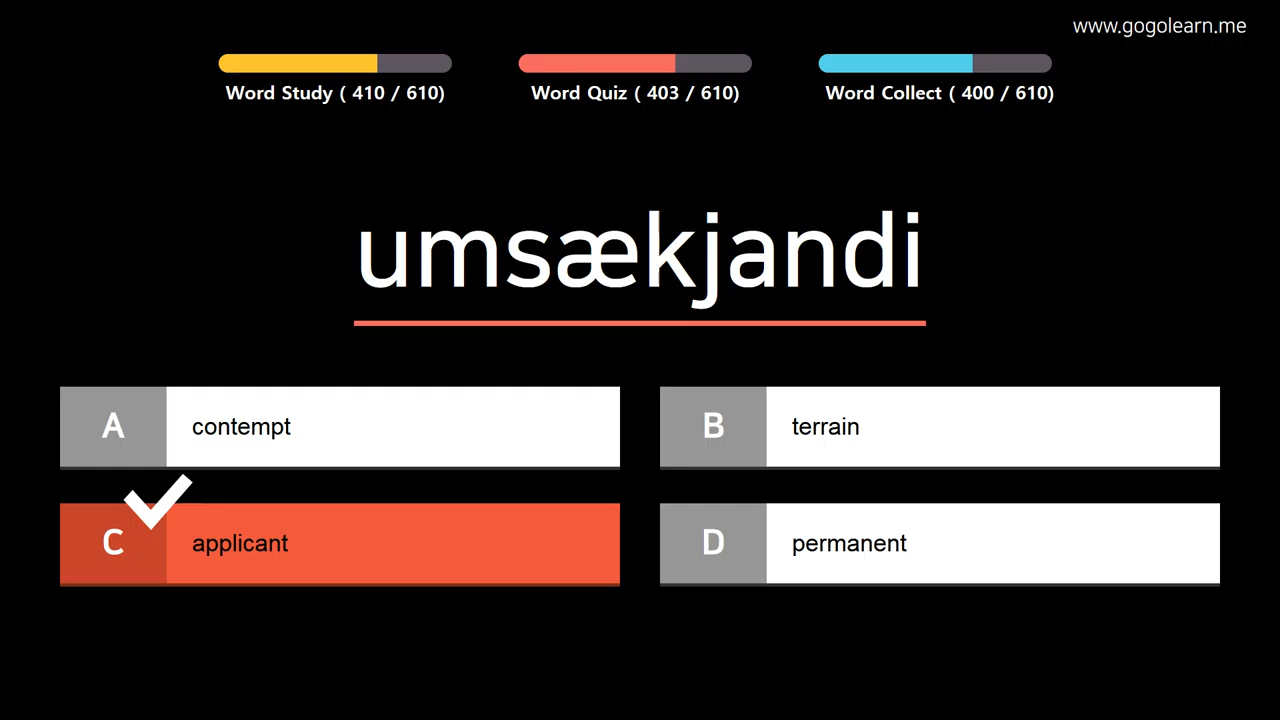 www.gogolearn.me
Word Study ( 410 / 610)
Word Quiz ( 403 / 610)
Word Collect ( 400 / 610)
umsækjandi
A contempt
B terrain
C applicant
D permanent